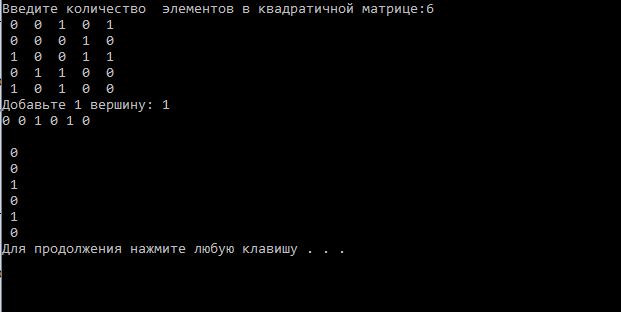 Введите количество  элементов в квадратичной матрице:6
0  0  1  0  1
0  0  0  1  0
1  0  0  1  1
0  1  1  0  0
1  0  1  0  0
Добавьте 1 вершину: 1
0 0 1 0 1 0
0
0
1
0
1
0
Для продолжения нажмите любую клавишу . . .